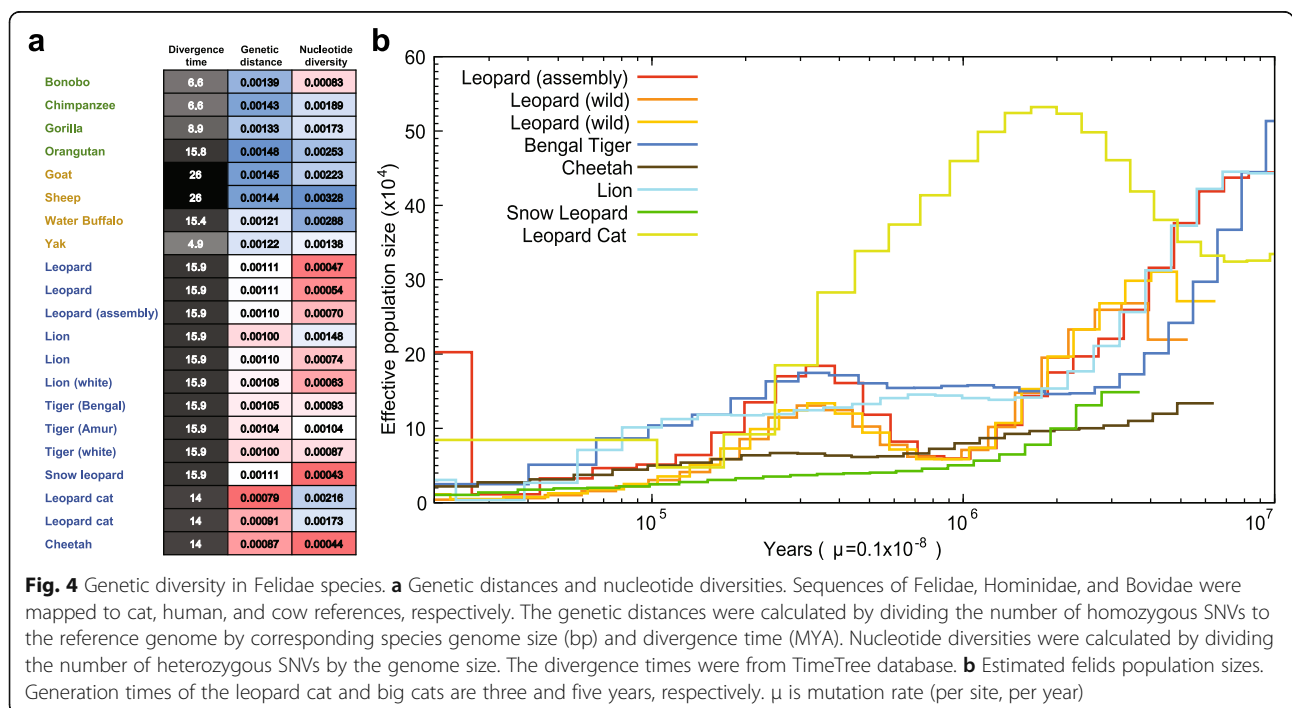 a
Divergence time Genetic distance Nucleotide diversity
Bonobo 6.6 0.00139 0.00083
Chimpanzee 6.6 0.00143 0.00189
Gorilla 8.9 0.00133 0.00173
Orangutan 15.8 0.00148 0.00253
Goat 26 0.00145 0.00223
Sheep 26 0.00144 0.00328
Water Buffalo 15.4 0.00121 0.00288
Yak 4.9 0.00122 0.00138
Leopard 15.9 0.00111 0.00047
Leopard 15.9 0.00111 0.00054
Leopard (assembly) 15.9 0.00110 0.00070
Lion 15.9 0.00100 0.00148
Lion 15.9 0.00110 0.00074
Lion (white) 15.9 0.00108 0.00063
Tiger (Bengal) 15.9 0.00105 0.00093
Tiger (Amur) 15.9 0.00104 0.00104
Tiger (white) 15.9 0.00100 0.00087
Snow leopard 15.9 0.00111 0.00043
Leopard cat 14 0.00079 0.00216
Leopard cat 14 0.00091 0.00173
Cheetah 14 0.00087 0.00044
b
Effective population size (x10⁴)
60
50
40
30
20
10
0
Leopard (assembly)
Leopard (wild)
Leopard (wild)
Bengal Tiger
Cheetah
Lion
Snow Leopard
Leopard Cat
10⁵ 10⁶ 10⁷
Years ( μ=0.1x10⁻⁸ )
Fig. 4 Genetic diversity in Felidae species. a Genetic distances and nucleotide diversities. Sequences of Felidae, Hominidae, and Bovidae were
mapped to cat, human, and cow references, respectively. The genetic distances were calculated by dividing the number of homozygous SNVs to
the reference genome by corresponding species genome size (bp) and divergence time (MYA). Nucleotide diversities were calculated by dividing
the number of heterozygous SNVs by the genome size. The divergence times were from TimeTree database. b Estimated felids population sizes.
Generation times of the leopard cat and big cats are three and five years, respectively. μ is mutation rate (per site, per year)